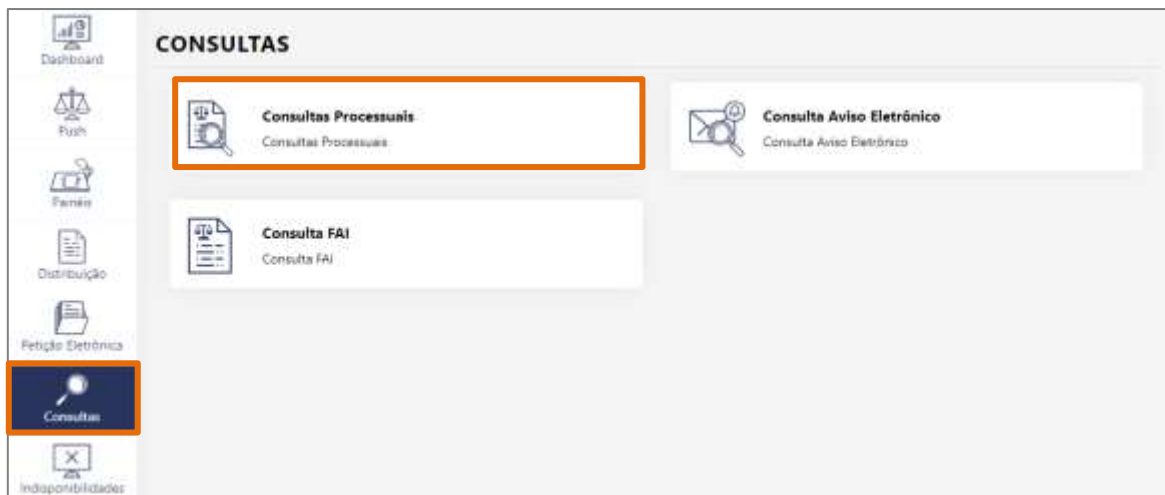 Dashboard
Push
Painéis
Distribuição
Petição Eletrônica
Consultas
Indisponibilidades
CONSULTAS
Consultas Processuais
Consultas Processuais
Consulta Aviso Eletrônico
Consulta Aviso Eletrônico
Consulta FAI
Consulta FAI